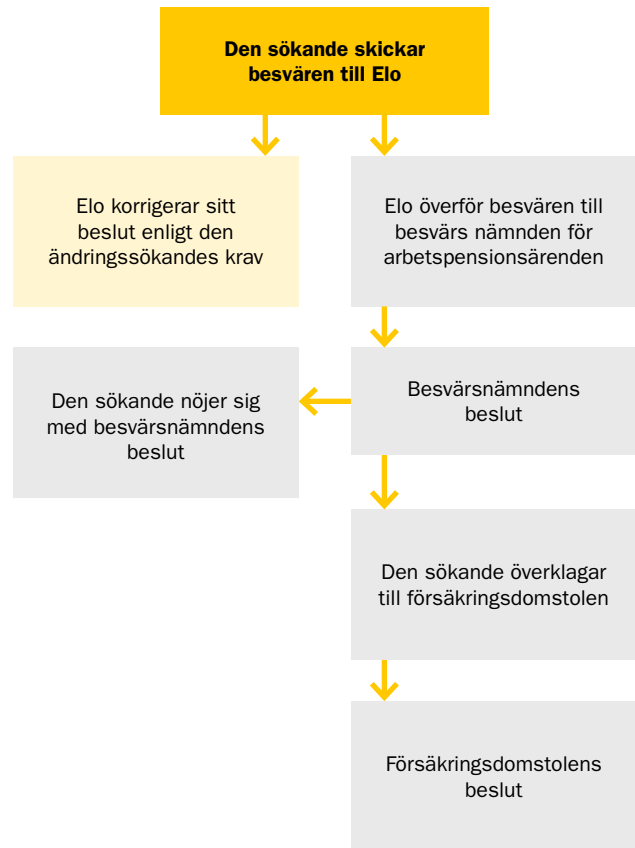 Den sökande skickar
besvären till Elo
Elo korrigerar sitt
beslut enligt den
ändringssökandes krav
Elo överför besvären till
besvärs nämnden för
arbetspensionsärenden
Den sökande nöjer sig
med besvärsnämndens
beslut
Besvärsnämndens
beslut
Den sökande överklagar
till försäkringsdomstolen
Försäkringsdomstolens
beslut